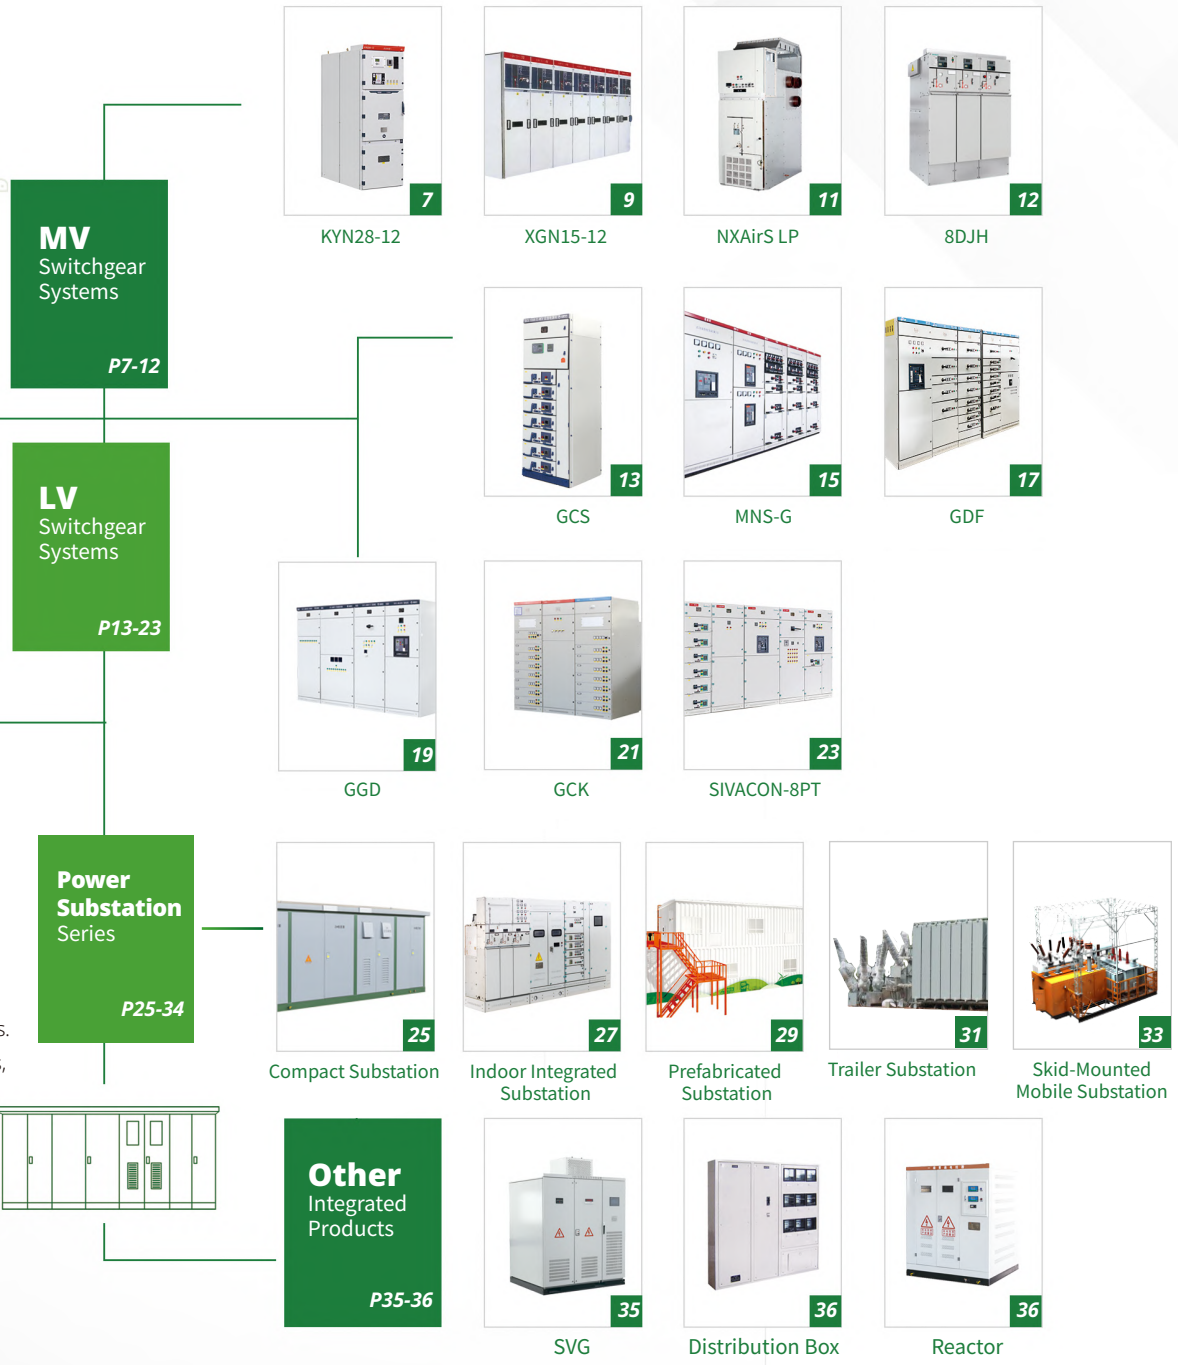 7
9
11
12
KYN28-12
XGN15-12
NXAirS LP
8DJH
MV
Switchgear
Systems
P7-12
13
15
17
GCS
MNS-G
GDF
LV
Switchgear
Systems
P13-23
19
21
23
GGD
GCK
SIVACON-8PT
Power
Substation
Series
P25-34
s.
s,
25
27
29
31
33
Compact Substation
Indoor Integrated
Substation
Prefabricated
Substation
Trailer Substation
Skid-Mounted
Mobile Substation
Other
Integrated
Products
P35-36
35
36
36
SVG
Distribution Box
Reactor